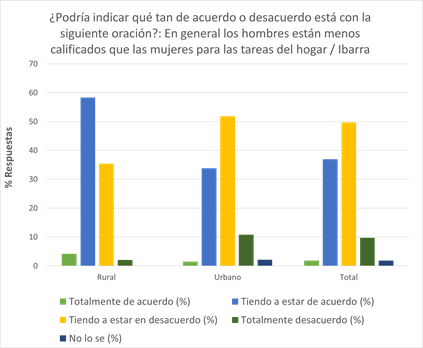 ¿Podría indicar qué tan de acuerdo o desacuerdo está con la
siguiente oración?: En general los hombres están menos
calificados que las mujeres para las tareas del hogar / Ibarra
70
60
50
40
30
20
10
0
% Respuestas
Rural Urbano Total
Totalmente de acuerdo (%) Tiendo a estar de acuerdo (%)
Tiendo a estar en desacuerdo (%) Totalmente desacuerdo (%)
No lo se (%)